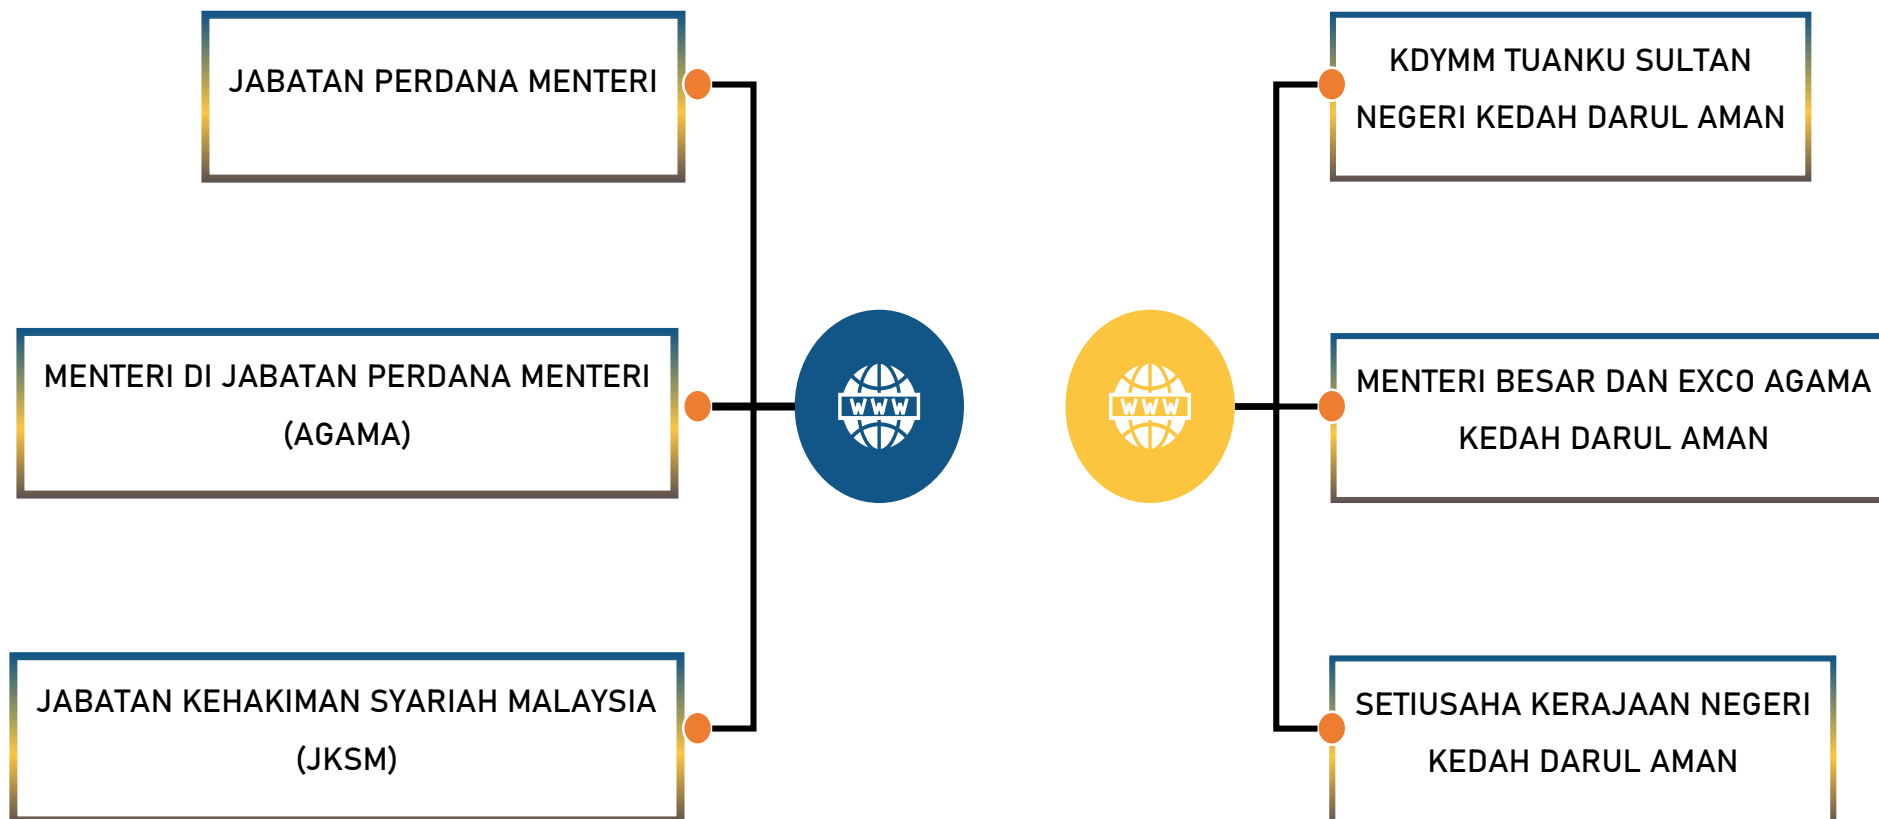 JABATAN PERDANA MENTERI
MENTERI DI JABATAN PERDANA MENTERI
(AGAMA)
JABATAN KEHAKIMAN SYARIAH MALAYSIA
(JKSM)
WWW
WWW
KDYMM TUANKU SULTAN
NEGERI KEDAH DARUL AMAN
MENTERI BESAR DAN EXCO AGAMA
KEDAH DARUL AMAN
SETIUSAHA KERAJAAN NEGERI
KEDAH DARUL AMAN